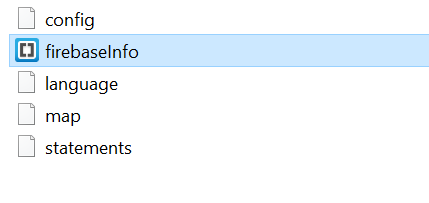 config
firebaseInfo
language
map
statements